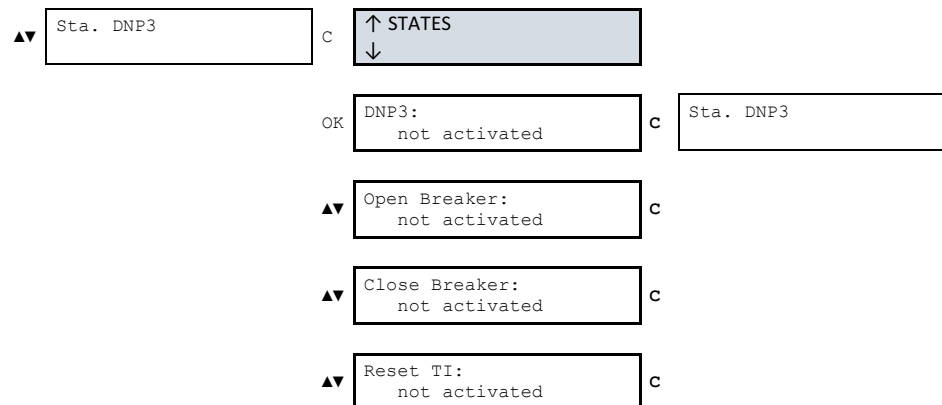 ▲▼ Sta. DNP3 C ↑ STATES
↓
OK DNP3: C Sta. DNP3
not activated
▲▼ Open Breaker: C
not activated
▲▼ Close Breaker: C
not activated
▲▼ Reset TI: C
not activated